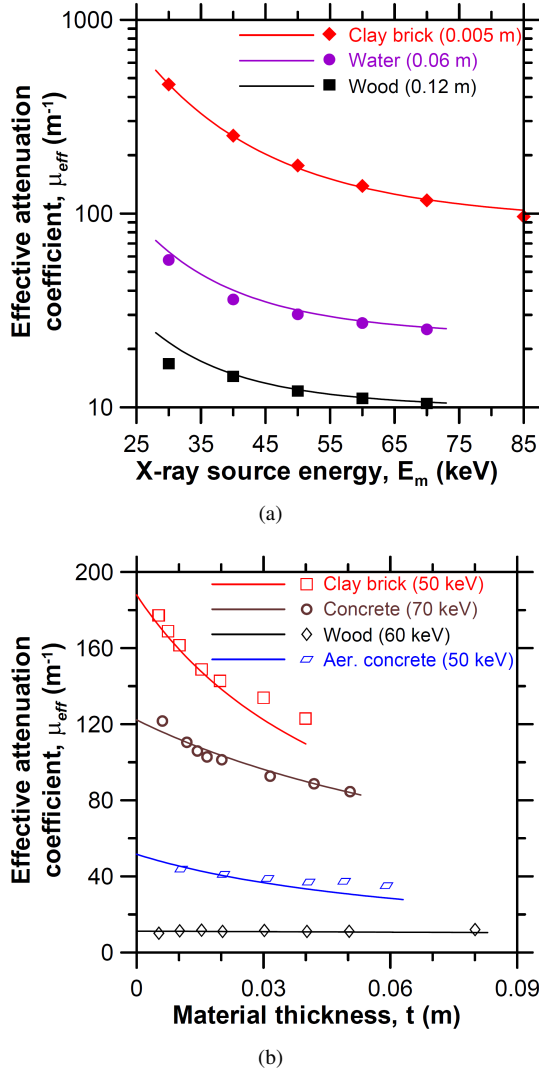 1000
Clay brick (0.005 m)
Water (0.06 m)
Wood (0.12 m)
100
10
Effective attenuation
coefficient, μeff (m-1)
25 35 45 55 65 75 85
X-ray source energy, Em (keV)
(a)
200
Clay brick (50 keV)
Concrete (70 keV)
Wood (60 keV)
Aer. concrete (50 keV)
160
120
80
40
0
Effective attenuation
coefficient, μeff (m-1)
0 0.03 0.06 0.09
Material thickness, t (m)
(b)